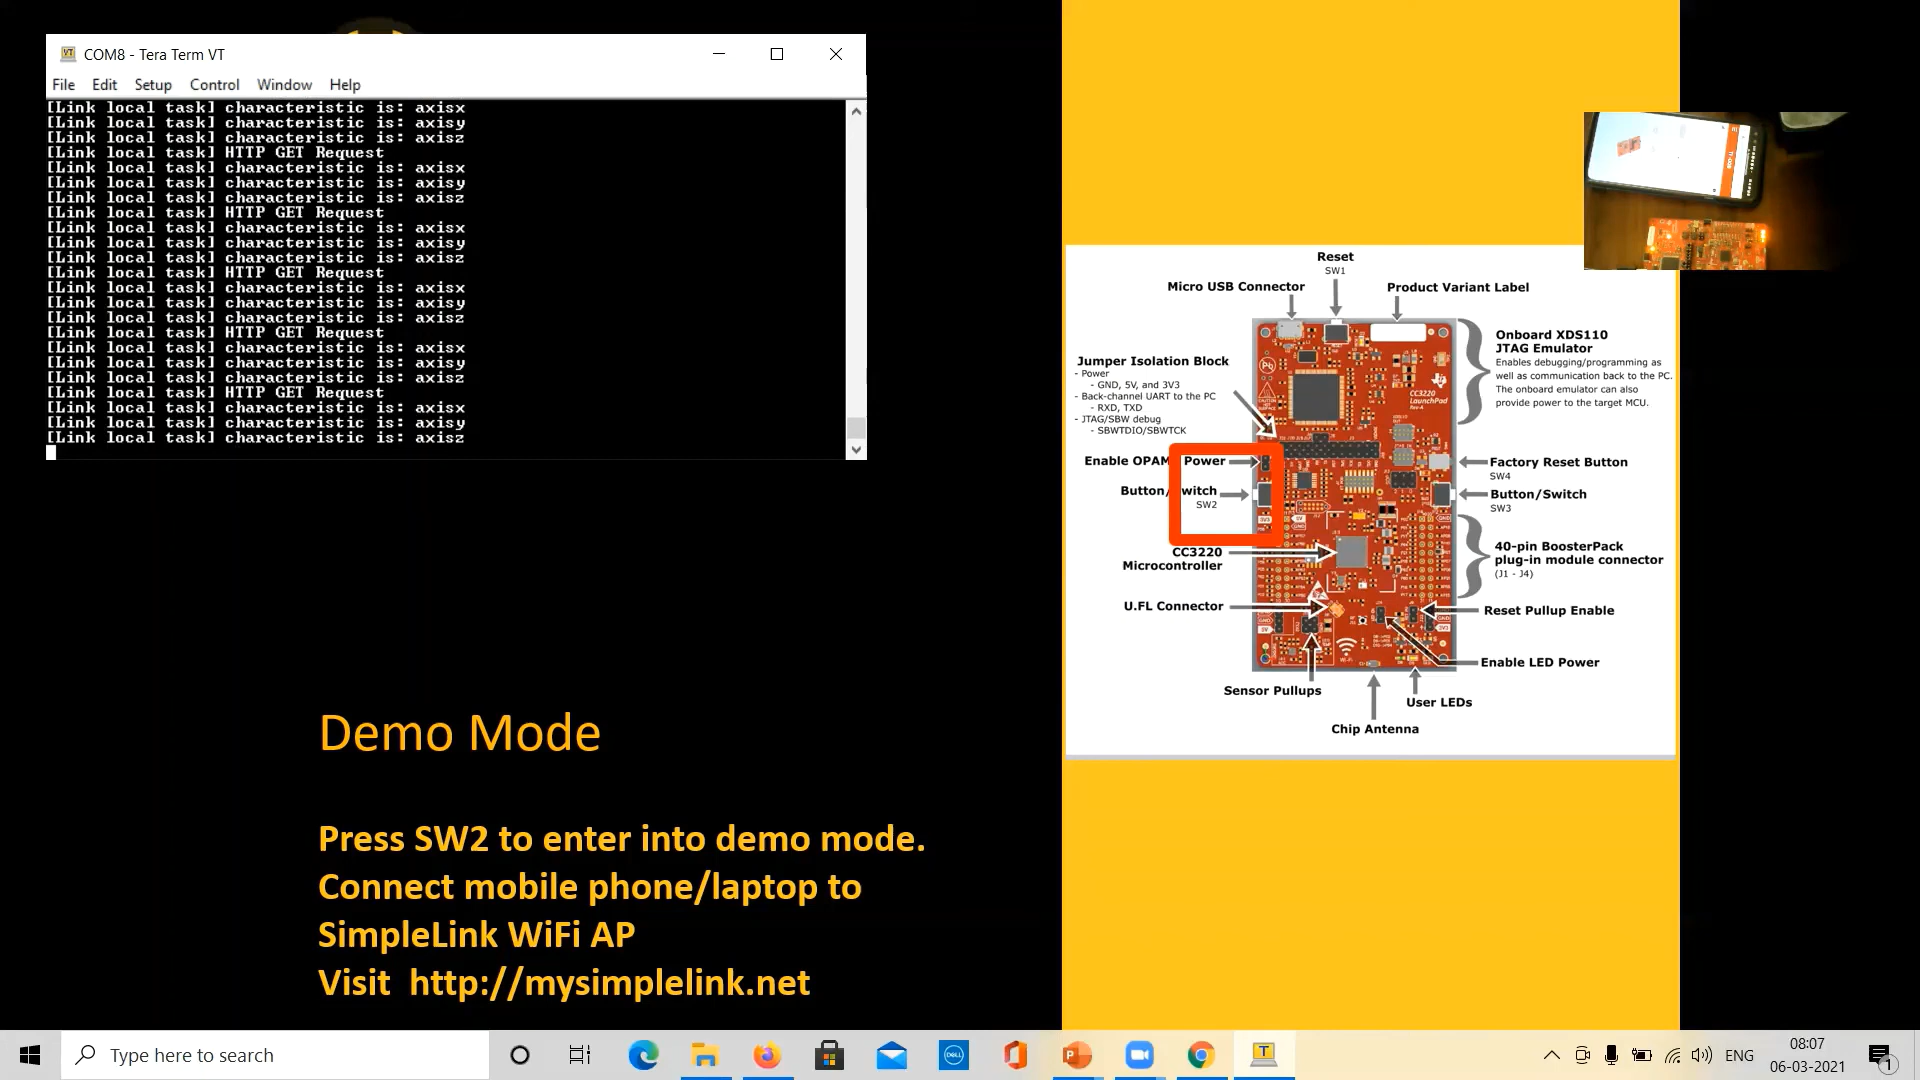 COM8 - Tera Term VT
File Edit Setup Control Window Help
[Link local task] characteristic is: axisx
[Link local task] characteristic is: axisy
[Link local task] characteristic is: axisz
[Link local task] HTTP GET Request
[Link local task] characteristic is: axisx
[Link local task] characteristic is: axisy
[Link local task] characteristic is: axisz
[Link local task] HTTP GET Request
[Link local task] characteristic is: axisx
[Link local task] characteristic is: axisy
[Link local task] characteristic is: axisz
[Link local task] HTTP GET Request
[Link local task] characteristic is: axisx
[Link local task] characteristic is: axisy
[Link local task] characteristic is: axisz
[Link local task] HTTP GET Request
[Link local task] characteristic is: axisx
[Link local task] characteristic is: axisy
[Link local task] characteristic is: axisz
[Link local task] HTTP GET Request
[Link local task] characteristic is: axisx
[Link local task] characteristic is: axisy
[Link local task] characteristic is: axisz
Demo Mode
Press SW2 to enter into demo mode.
Connect mobile phone/laptop to
SimpleLink WiFi AP
Visit http://mysimplelink.net
Reset
SW1
Micro USB Connector
Product Variant Label
Onboard XDS110
JTAG Emulator
Enables debugging/programming as
well as communication back to the PC.
The onboard emulator can also
provide power to the target MCU.
Jumper Isolation Block
- Power
- GND, 5V, and 3V3
- Back-channel UART to the PC
- RXD, TXD
- JTAG/SBW debug
- SBWTDIO/SBWTCK
CC3220
LaunchPad
Rev-A
Enable OPAM Power
Button/ witch
SW2
Factory Reset Button
SW4
Button/Switch
SW3
CC3220
Microcontroller
40-pin BoosterPack
plug-in module connector
(J1 - J4)
U.FL Connector
Reset Pullup Enable
Enable LED Power
Sensor Pullups
User LEDs
Chip Antenna
Type here to search
ENG
08:07
06-03-2021
1